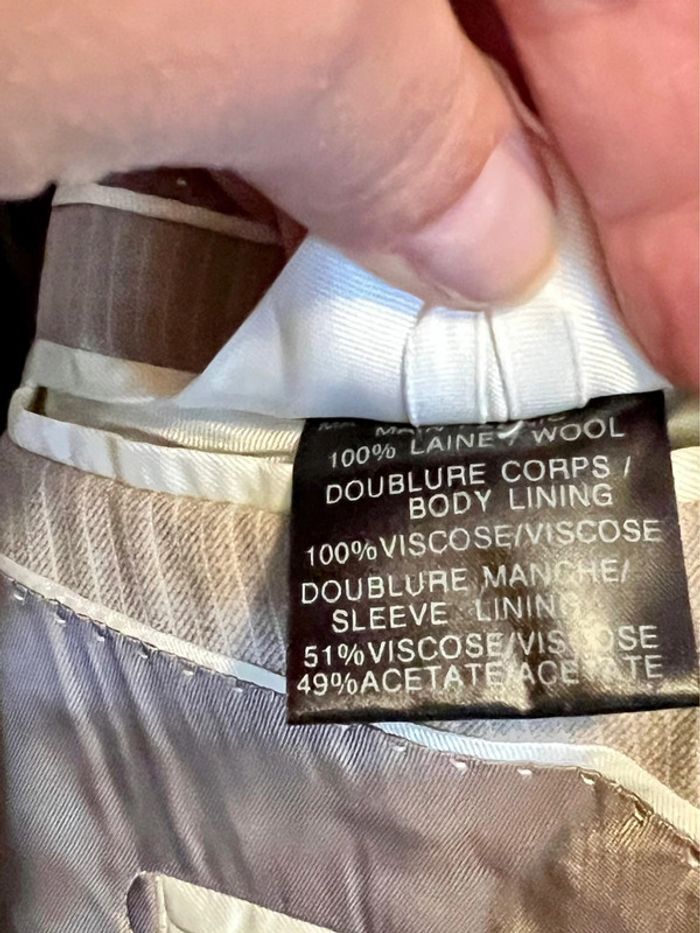 100% LAINE / WOOL
DOUBLURE CORPS /
BODY LINING
100%VISCOSE/VISCOSE
DOUBLURE MANCHE/
SLEEVE LINING
51%VISCOSE/VISCOSE
49%ACETATE/ACETATE